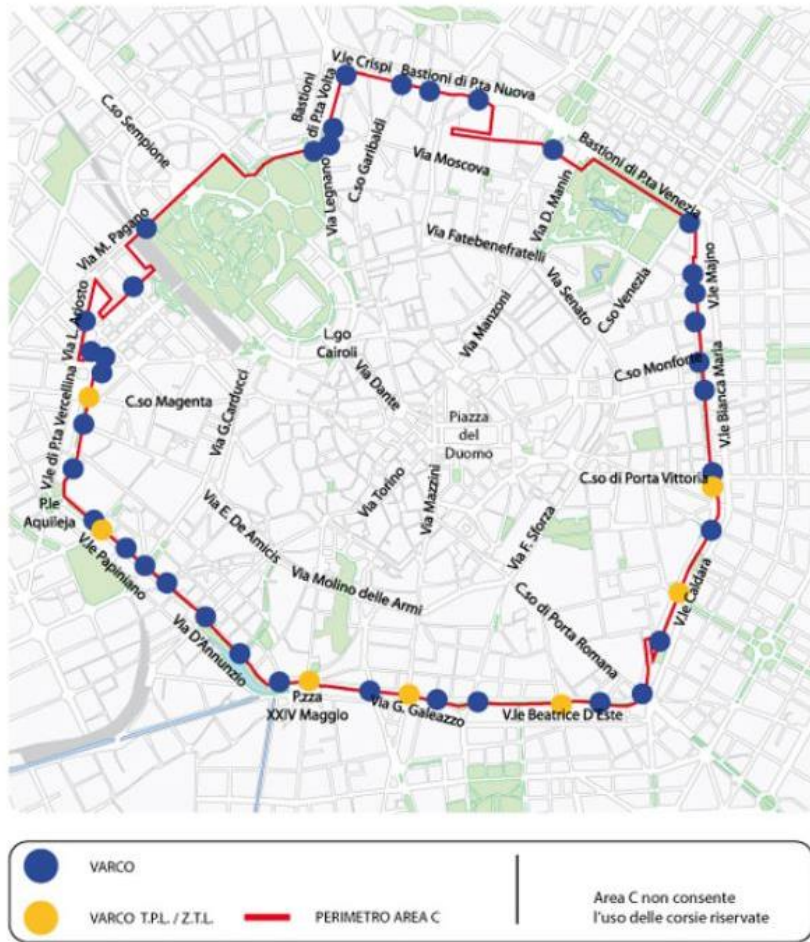 V.le Crispi
Bastioni di P.ta Nuova
Bastioni
di P.ta Volta
C.so Sempione
C.so Garibaldi
Via Legnano
Via Moscova
Bastioni di P.ta Venezia
Via D. Manin
Via M. Pagano
Via Fatebenefratelli
Via Senato
C.so Venezia
V.le Majno
Via L. Ariosto
Via Manzoni
L.go
Cairoli
Via Dante
C.so Monforte
V.le Bianca Maria
V.le di P.ta Vercellina
C.so Magenta
Via G.Carducci
Piazza
del
Duomo
C.so di Porta Vittoria
Via Torino
Via Mazzini
P.le
Aquileja
V.le Papiniano
Via E. De Amicis
Via F. Sforza
Via Molino delle Armi
V.le Caldara
C.so di Porta Romana
Via D'Annunzio
P.zza
XXIV Maggio
Via G. Galeazzo
V.le Beatrice D'Este
VARCO
VARCO T.P.L. / Z.T.L.
PERIMETRO AREA C
Area C non consente
l'uso delle corsie riservate